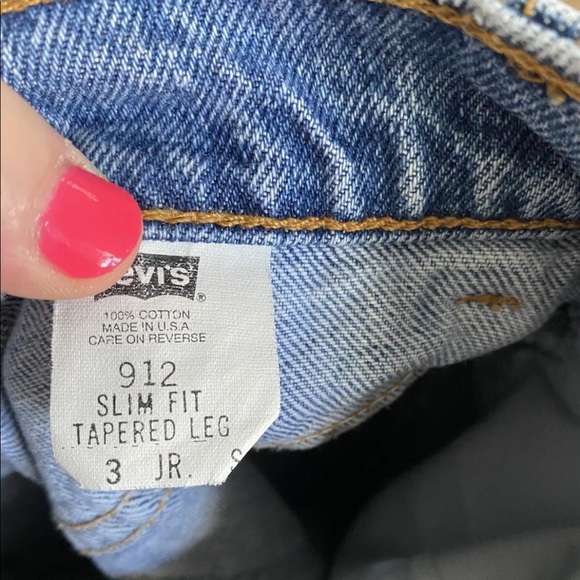 evi's
®
100% COTTON
MADE IN U.S.A
CARE ON REVERSE
912
SLIM FIT
TAPERED LEG
3 JR. S